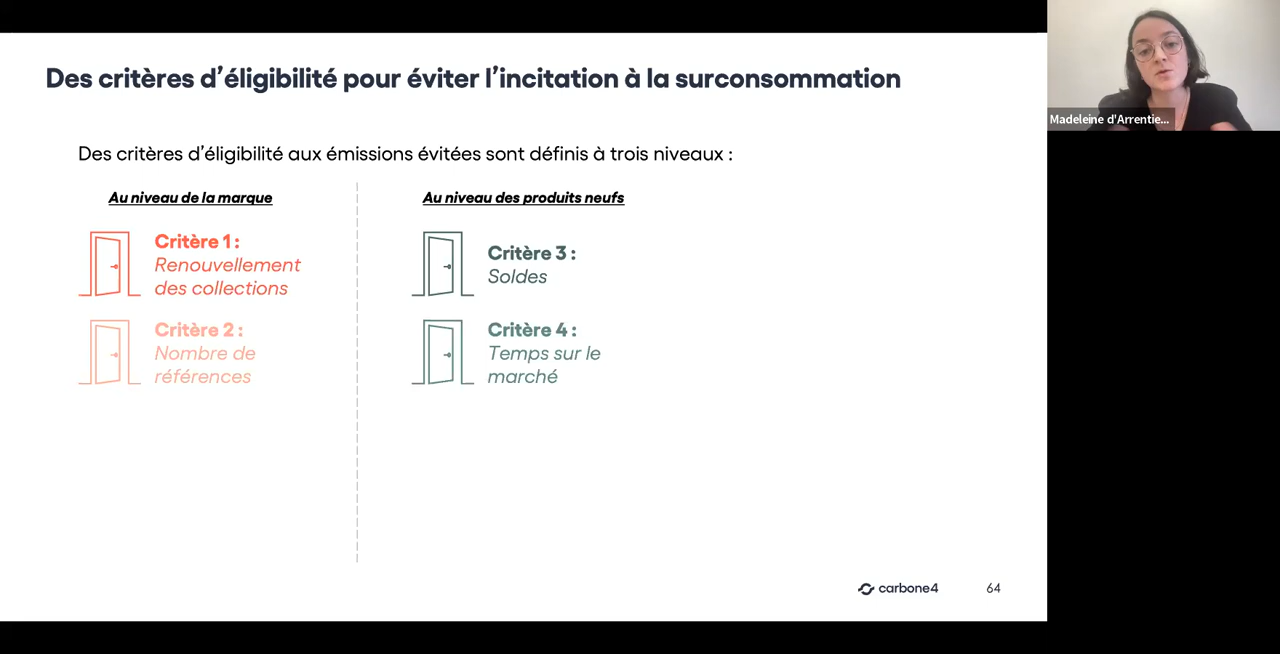 Des critères d’éligibilité pour éviter l’incitation à la surconsommation
Madeleine d'Arrentie...
Des critères d’éligibilité aux émissions évitées sont définis à trois niveaux :
Au niveau de la marque
Critère 1 :
Renouvellement
des collections
Critère 2 :
Nombre de
références
Au niveau des produits neufs
Critère 3 :
Soldes
Critère 4 :
Temps sur le
marché
carbone4
64